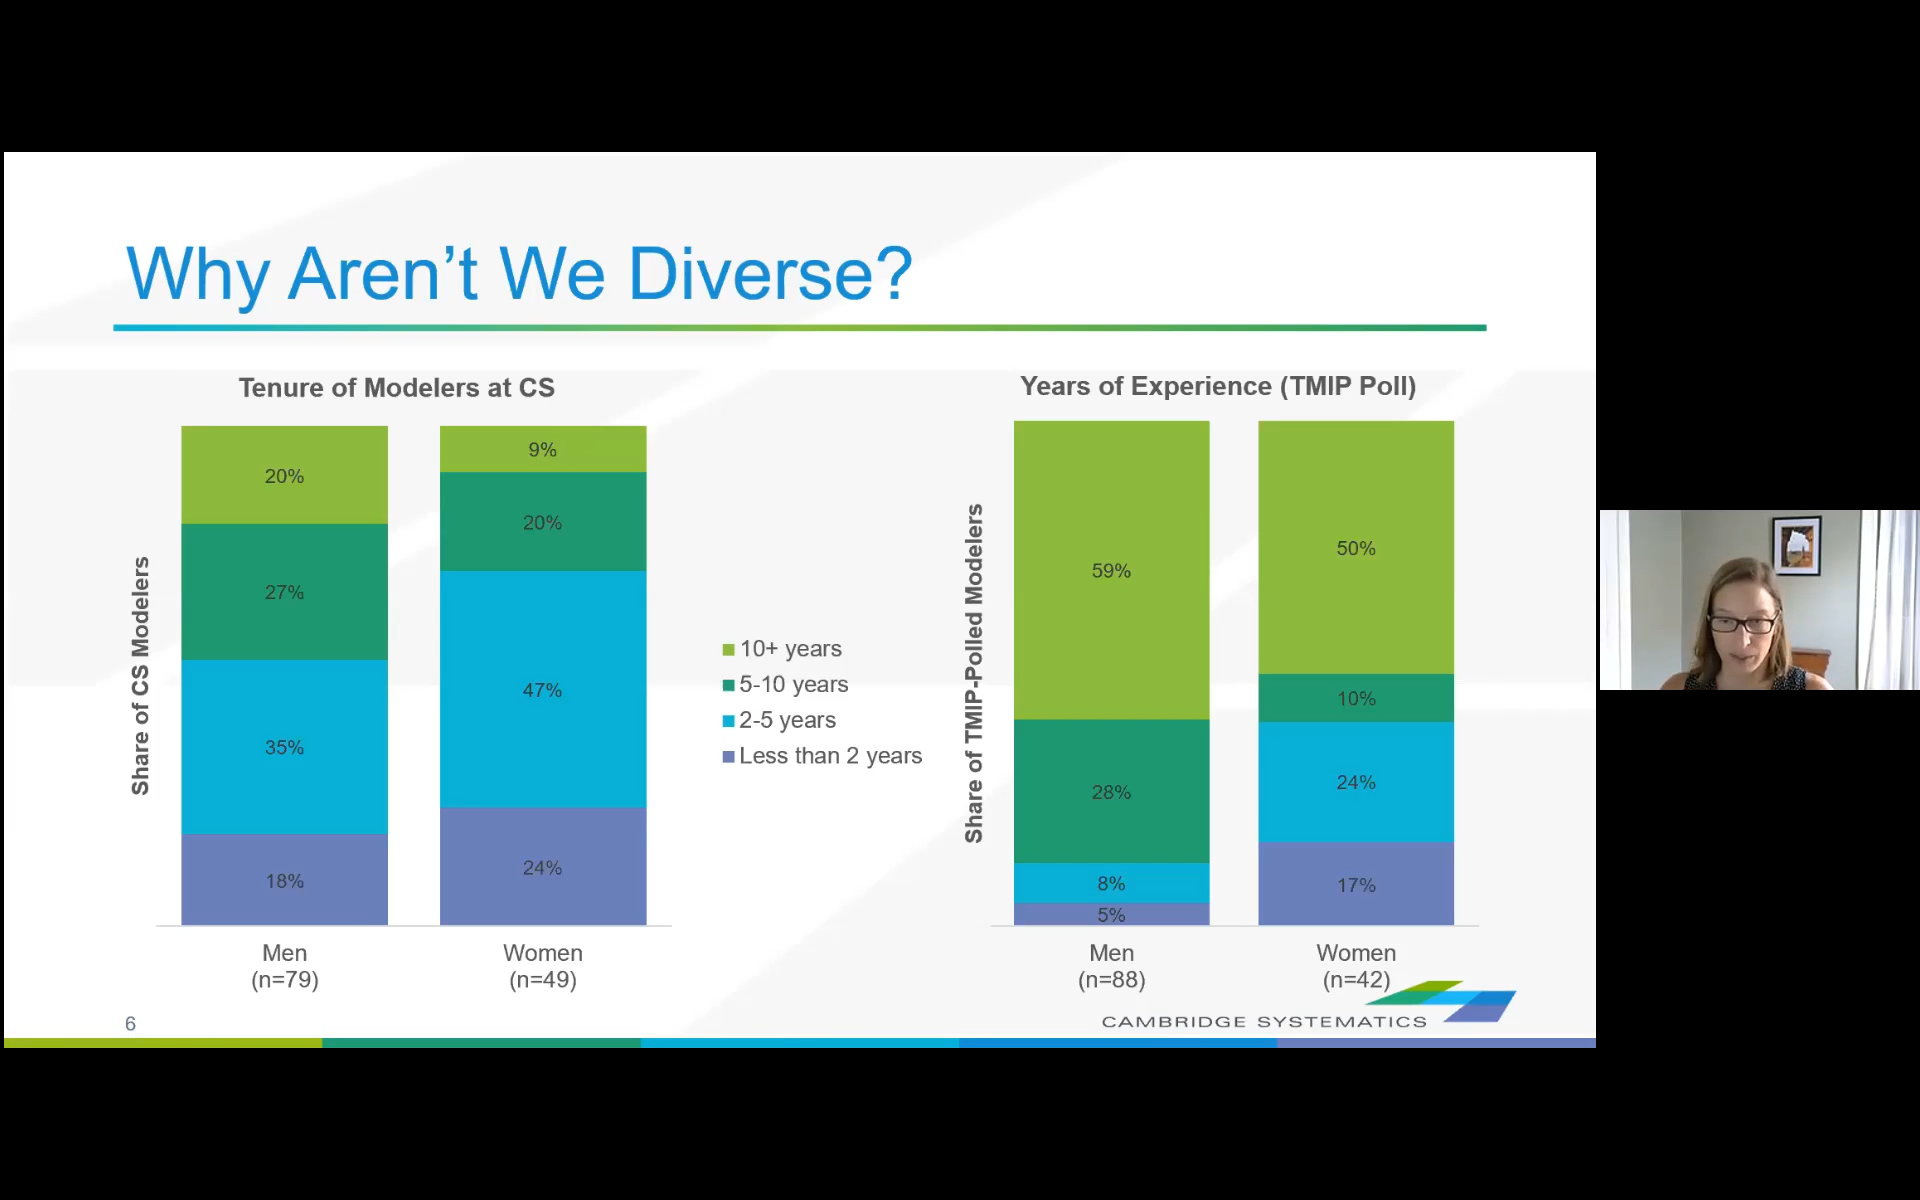 Why Aren’t We Diverse?
Tenure of Modelers at CS
Share of CS Modelers
20%
27%
35%
18%
9%
20%
47%
24%
Men
(n=79)
Women
(n=49)
10+ years
5-10 years
2-5 years
Less than 2 years
Years of Experience (TMIP Poll)
Share of TMIP-Polled Modelers
59%
28%
8%
5%
50%
10%
24%
17%
Men
(n=88)
Women
(n=42)
6
CAMBRIDGE SYSTEMATICS